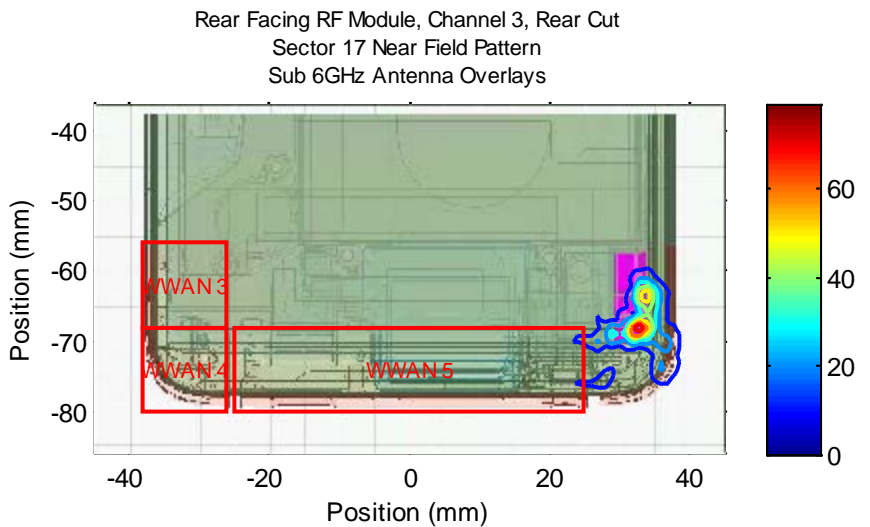 Rear Facing RF Module, Channel 3, Rear Cut
Sector 17 Near Field Pattern
Sub 6GHz Antenna Overlays
-40
-50
-60
-70
-80
Position (mm)
WWAN 3
WWAN 4
WWAN 5
60
40
20
0
-40
-20
0
20
40
Position (mm)